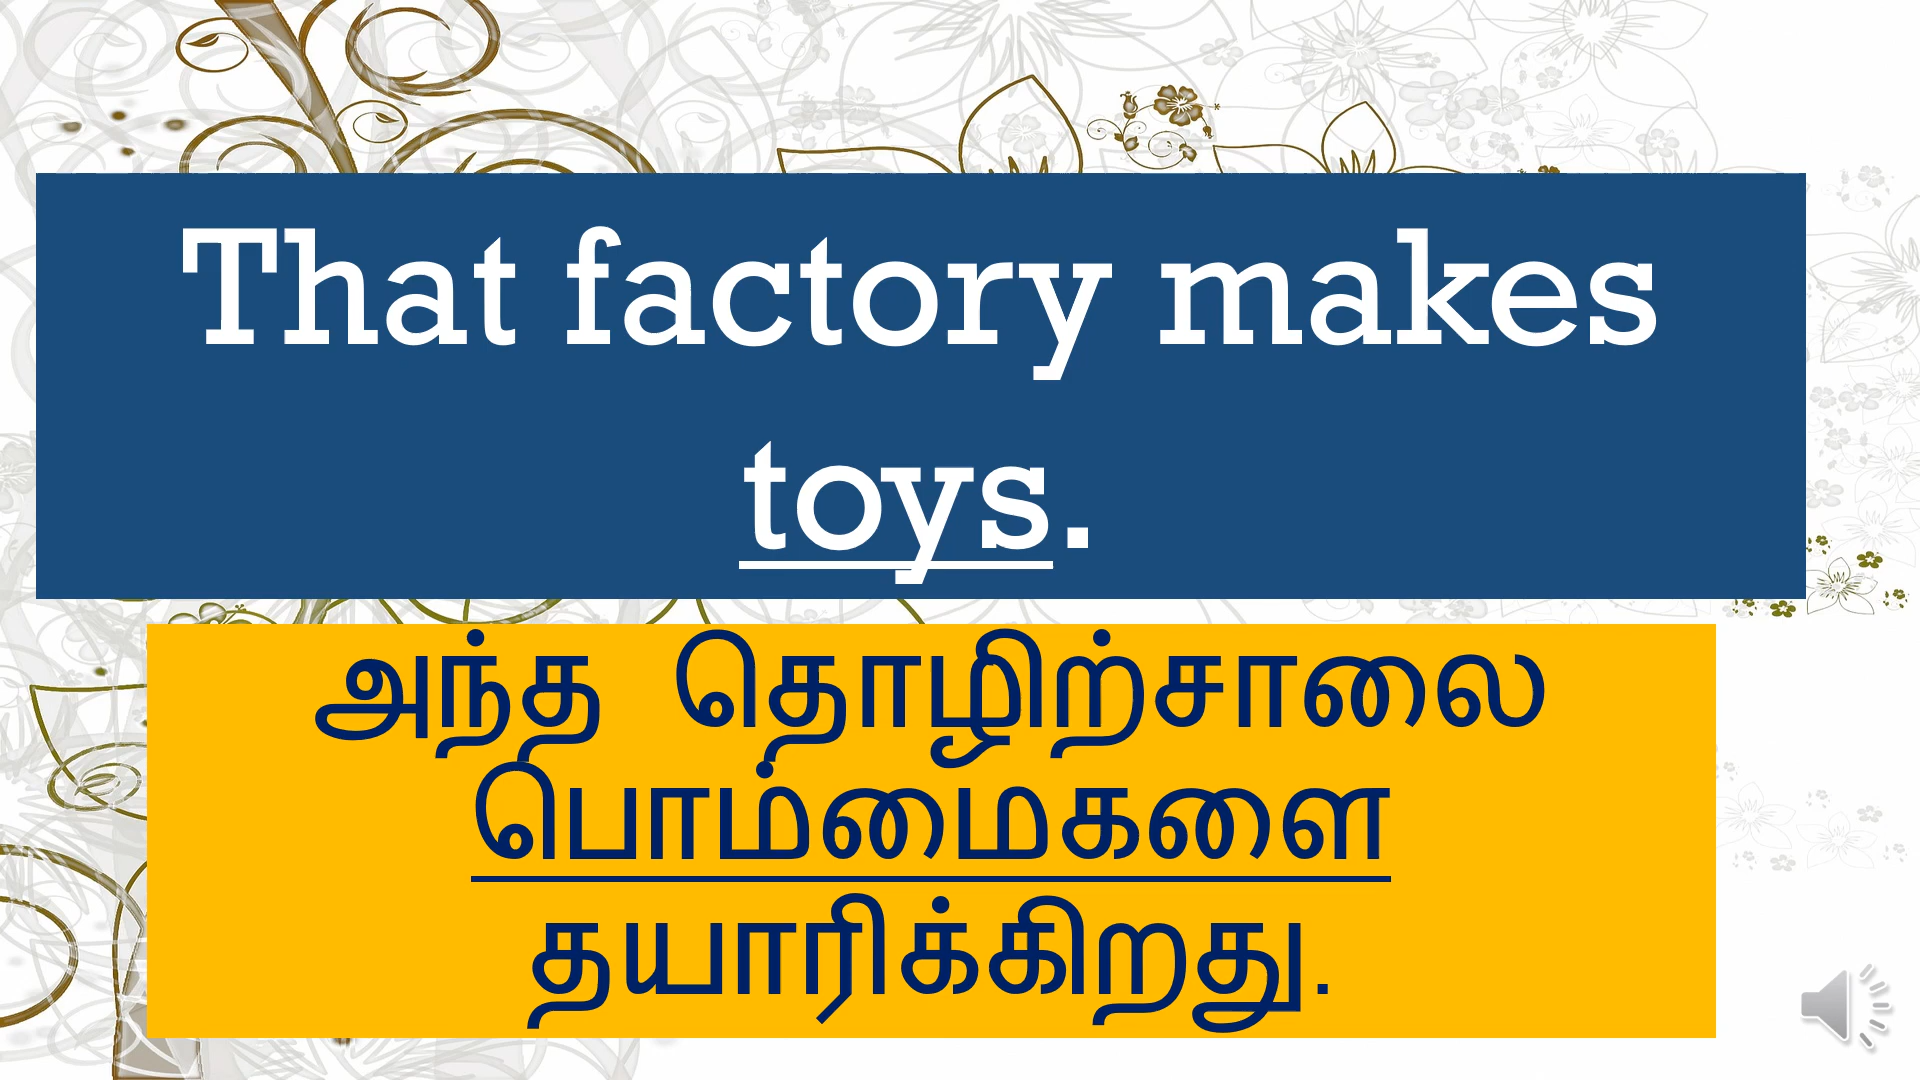 That factory makes
toys.
அந்த தொழிற்சாலை
பொம்மைகளை
தயாரிக்கிறது.